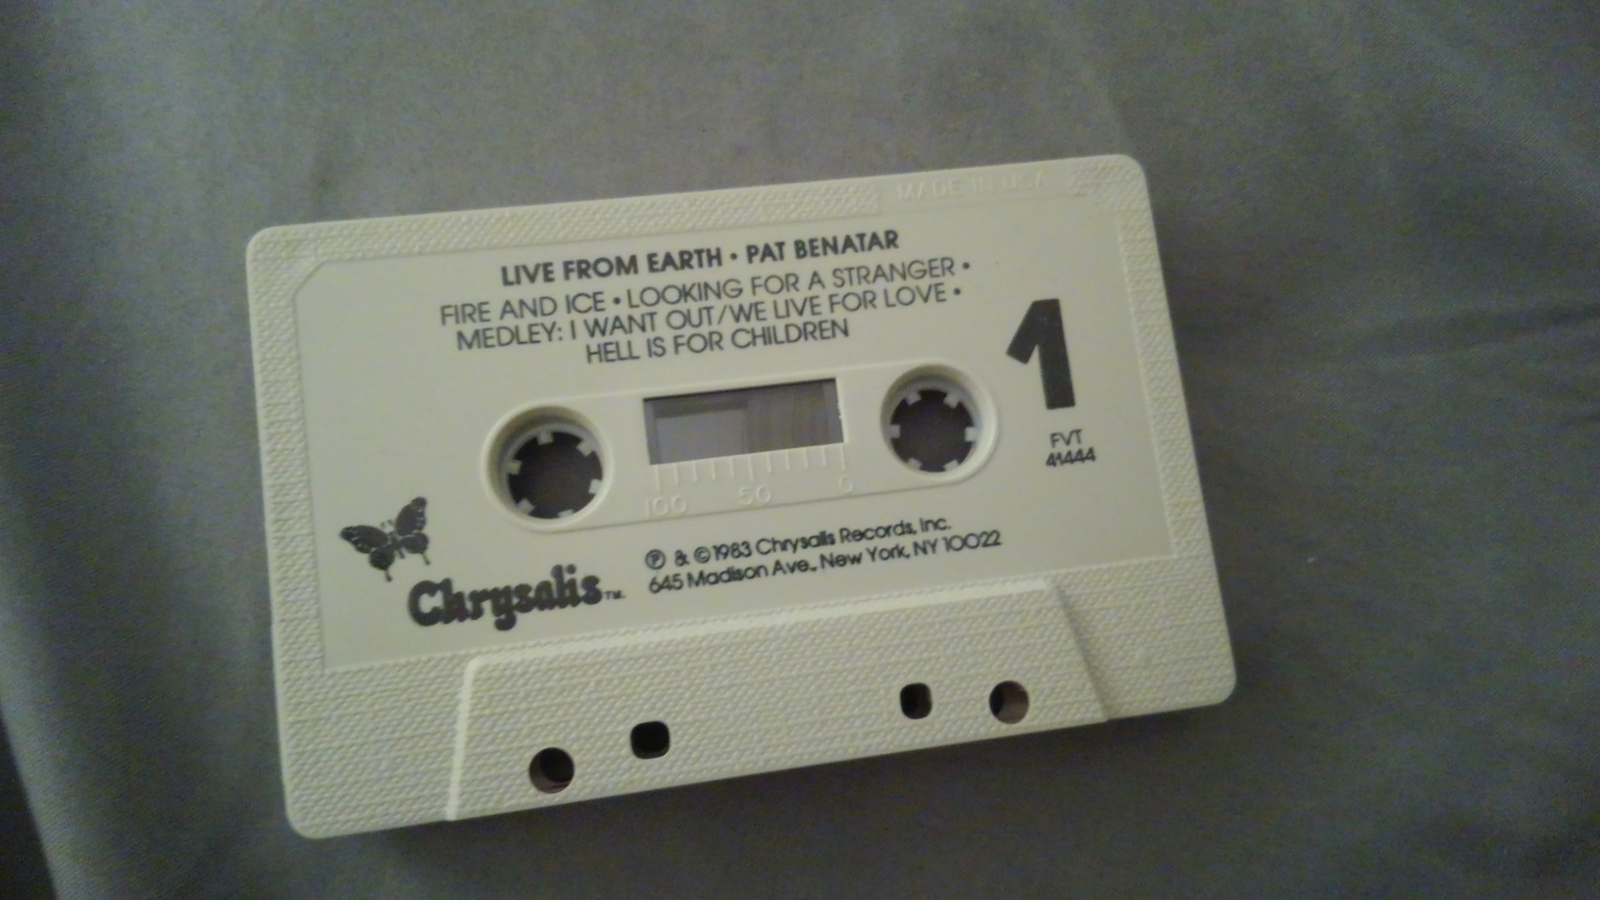 MADE IN USA
LIVE FROM EARTH • PAT BENATAR
FIRE AND ICE • LOOKING FOR A STRANGER •
MEDLEY: I WANT OUT/WE LIVE FOR LOVE •
HELL IS FOR CHILDREN
1
FVT
41444
100 50 0
Chrysalis TM.
℗ & © 1983 Chrysalis Records, Inc.
645 Madison Ave., New York, NY 10022